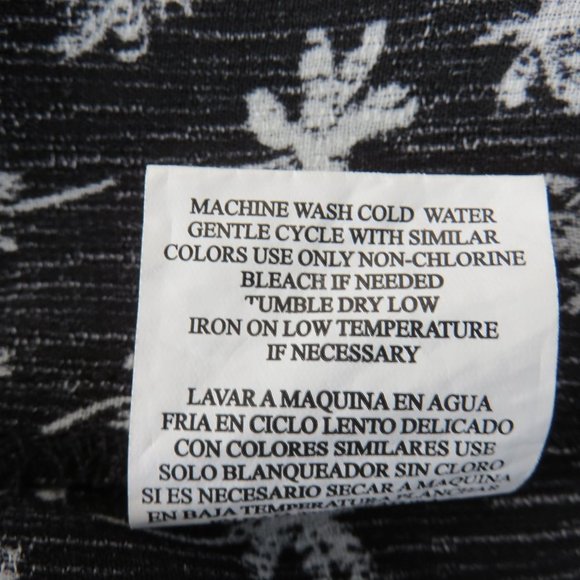 MACHINE WASH COLD WATER
GENTLE CYCLE WITH SIMILAR
COLORS USE ONLY NON-CHLORINE
BLEACH IF NEEDED
TUMBLE DRY LOW
IRON ON LOW TEMPERATURE
IF NECESSARY
LAVAR A MAQUINA EN AGUA
FRIA EN CICLO LENTO DELICADO
CON COLORES SIMILARES USE
SOLO BLANQUEADOR SIN CLORO
SI ES NECESARIO SECAR A MAQUINA
EN BAJA TEMPERATURA